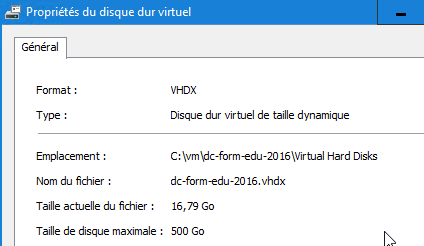 Propriétés du disque dur virtuel
Général
Format : VHDX
Type : Disque dur virtuel de taille dynamique
Emplacement : C:\vm\dc-form-edu-2016\Virtual Hard Disks
Nom du fichier : dc-form-edu-2016.vhdx
Taille actuelle du fichier : 16,79 Go
Taille de disque maximale : 500 Go